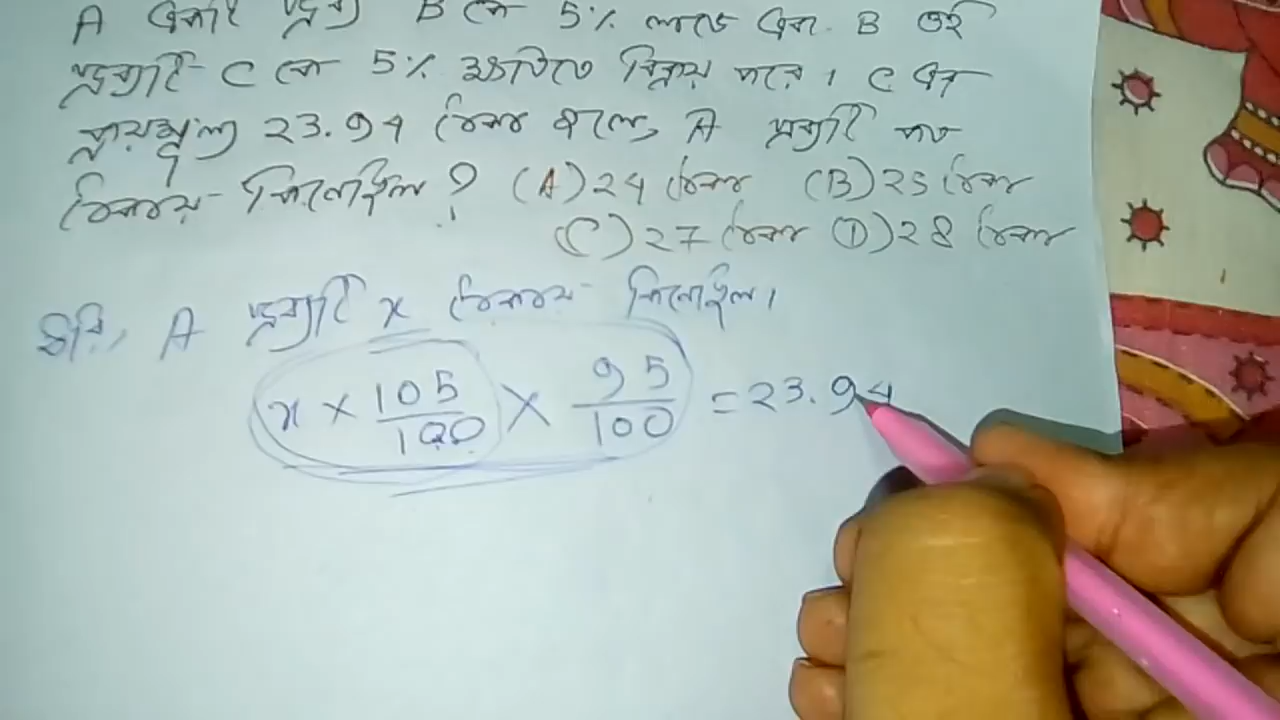 A একটি দ্রব্য B কে 5% লাভে এবং B ওই
দ্রব্যটি C কে 5% ক্ষতিতে বিক্রয় করে। C এর
ক্রয়মূল্য 23.94 টাকা হলে, A দ্রব্যটি কত
টাকায় কিনেছিল? (A) 24 টাকা (B) 25 টাকা
(C) 27 টাকা (D) 28 টাকা
ধরি, A দ্রব্যটি x টাকায় কিনেছিল।
x × 105/100 × 95/100 = 23.94